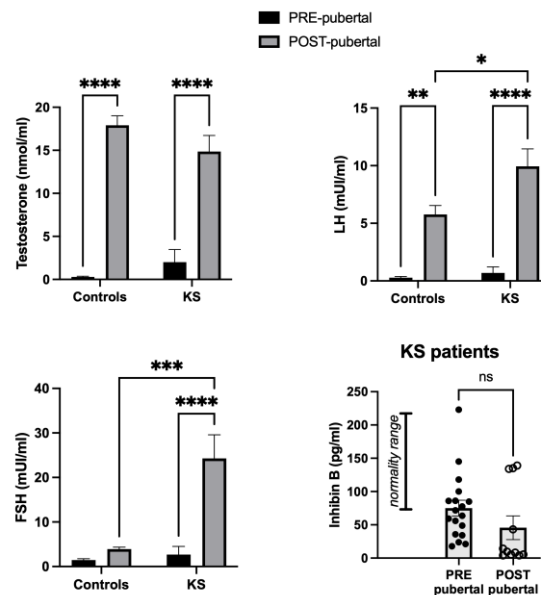 PRE-pubertal
POST-pubertal
****
****
20
15
10
5
0
Testosterone (nmol/ml)
Controls
KS
*
**
****
15
10
5
0
LH (mUI/ml)
Controls
KS
***
****
40
30
20
10
0
FSH (mUI/ml)
Controls
KS
KS patients
ns
250
200
150
100
50
0
Inhibin B (pg/ml)
normality range
PRE
pubertal
POST
pubertal